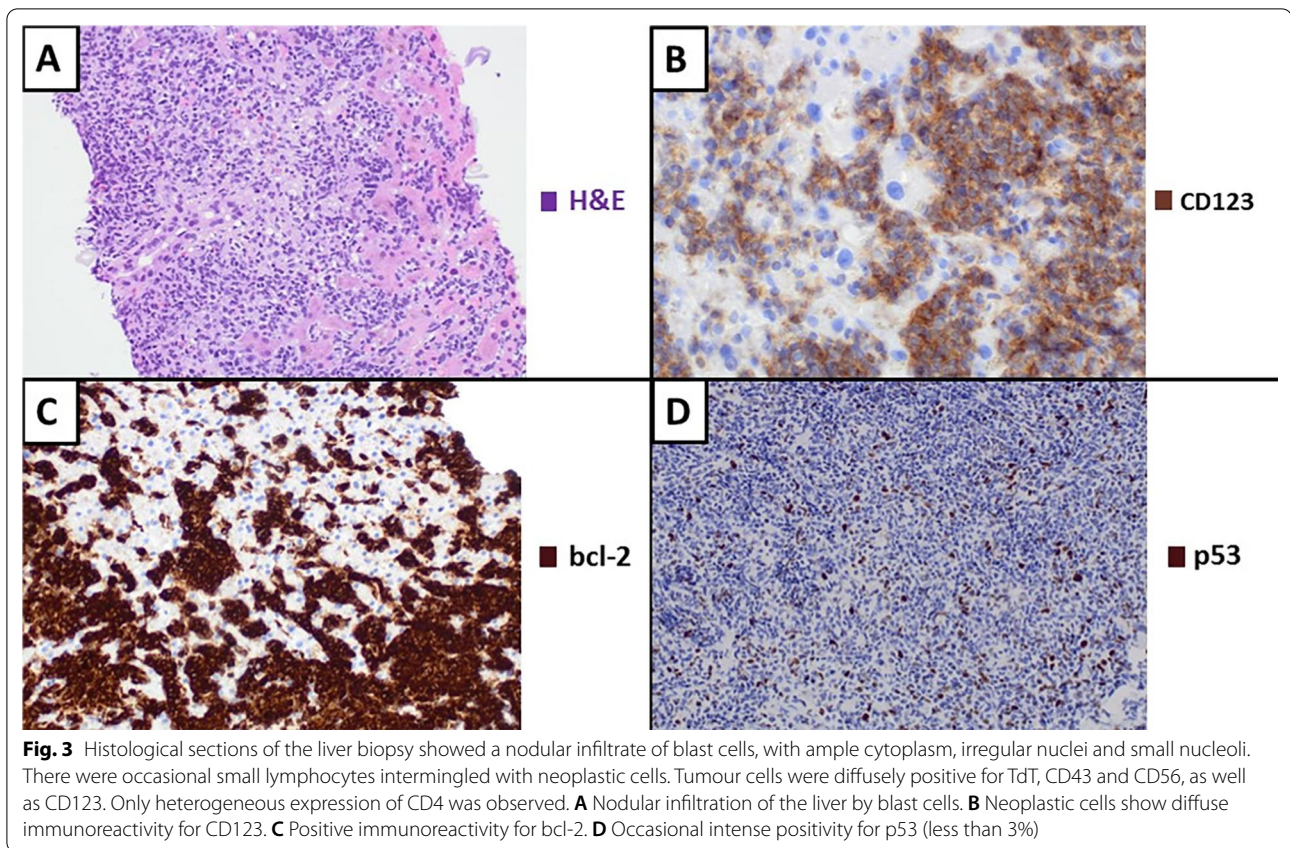 A
H&E
B
CD123
C
bcl-2
D
p53
Fig. 3 Histological sections of the liver biopsy showed a nodular infiltrate of blast cells, with ample cytoplasm, irregular nuclei and small nucleoli.
There were occasional small lymphocytes intermingled with neoplastic cells. Tumour cells were diffusely positive for TdT, CD43 and CD56, as well
as CD123. Only heterogeneous expression of CD4 was observed. A Nodular infiltration of the liver by blast cells. B Neoplastic cells show diffuse
immunoreactivity for CD123. C Positive immunoreactivity for bcl-2. D Occasional intense positivity for p53 (less than 3%)